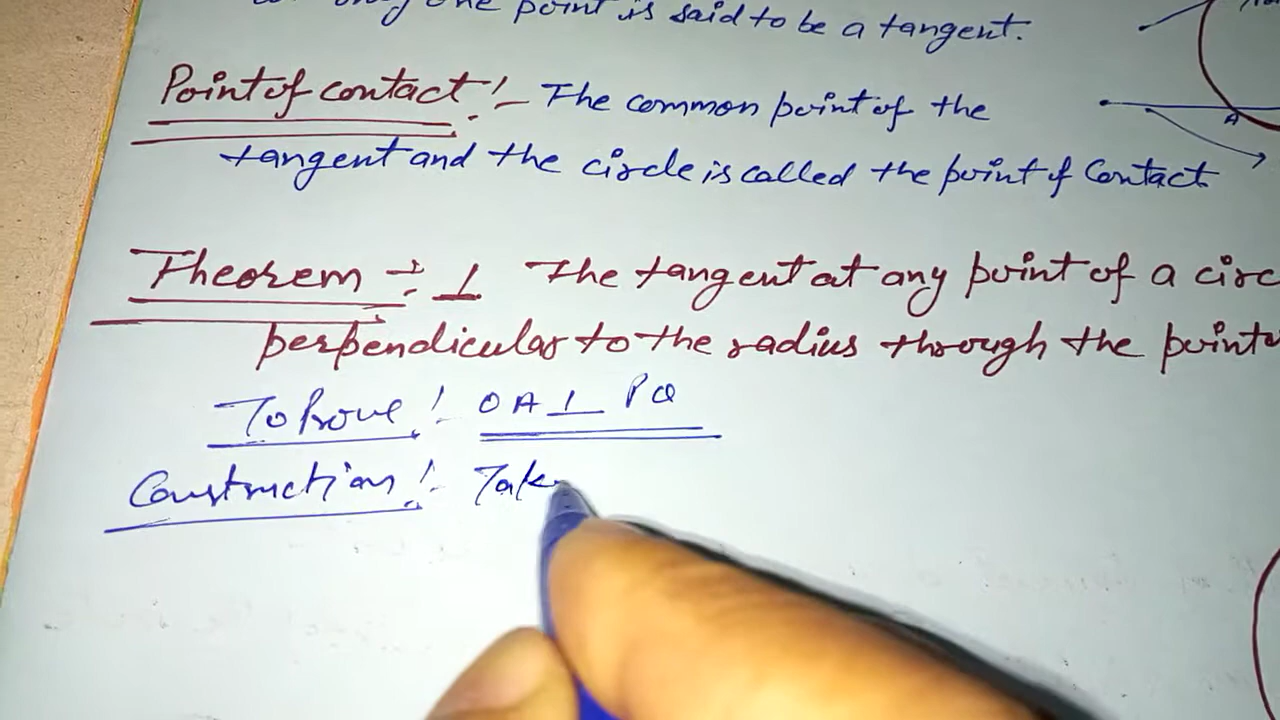 only one point is said to be a tangent.
Point of contact :- The common point of the
A
tangent and the circle is called the point of Contact
Theorem :- 1 The tangent at any point of a circ
perpendicular to the radius through the point
To Prove :- OA ⊥ PQ
Construction :- Take